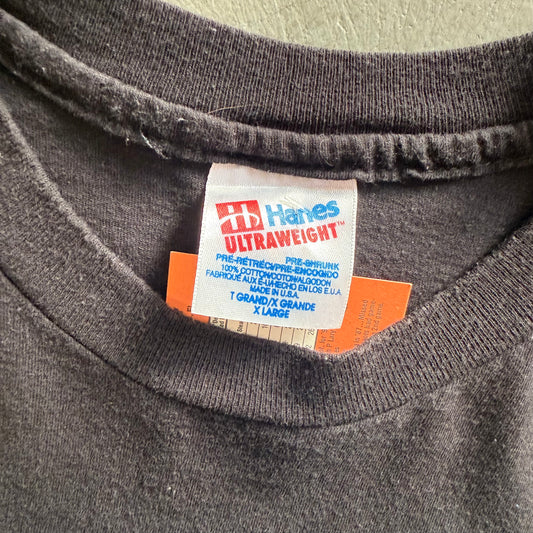 Hanes
ULTRAWEIGHT™
PRE-SHRUNK
PRE-RÉTRÉCI/PRE-ENCOGIDO
100% COTTON/COTON/ALGODON
FABRIQUÉ AUX É-U./HECHO EN LOS E.U.A.
MADE IN U.S.A.
T GRAND/X GRANDE
X LARGE